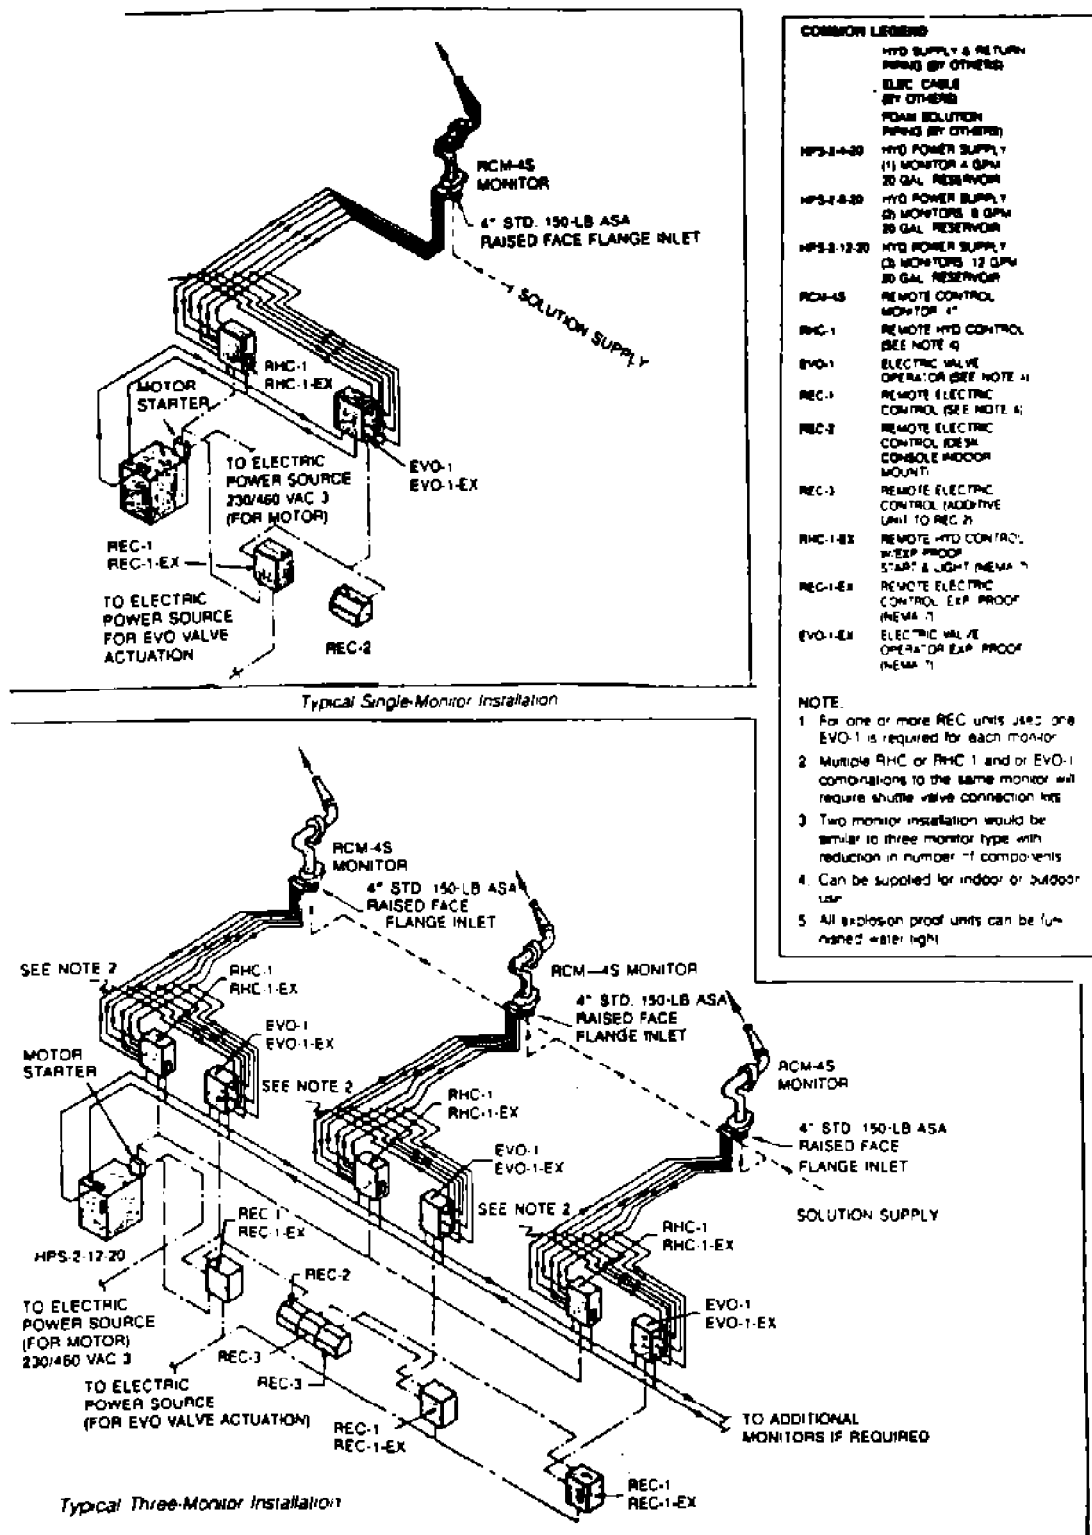 RCM-4S
MONITOR
4" STD. 150-LB ASA
RAISED FACE FLANGE INLET
SOLUTION SUPPLY
RHC-1
RHC-1-EX
MOTOR
STARTER
EVO-1
EVO-1-EX
TO ELECTRIC
POWER SOURCE
230/460 VAC 3
(FOR MOTOR)
REC-1
REC-1-EX
TO ELECTRIC
POWER SOURCE
FOR EVO VALVE
ACTUATION
REC-2
Typical Single-Monitor Installation
COMMON LEGEND
HYD SUPPLY & RETURN
PIPING (BY OTHERS)
ELEC. CABLE
(BY OTHERS)
FOAM SOLUTION
PIPING (BY OTHERS)
HPS-2-4-20 HYD POWER SUPPLY
(1) MONITOR 4 GPM
20 GAL. RESERVOIR
HPS-2-8-20 HYD POWER SUPPLY
(2) MONITORS 8 GPM
20 GAL RESERVOIR
HPS-2-12-20 HYD POWER SUPPLY
(3) MONITORS 12 GPM
20 GAL RESERVOIR
RCM-4S REMOTE CONTROL
MONITOR 4"
RHC-1 REMOTE HYD CONTROL
(SEE NOTE 4)
EVO-1 ELECTRIC VALVE
OPERATOR (SEE NOTE 4)
REC-1 REMOTE ELECTRIC
CONTROL (SEE NOTE 4)
REC-2 REMOTE ELECTRIC
CONTROL (DESK
CONSOLE INDOOR
MOUNT)
REC-3 REMOTE ELECTRIC
CONTROL (ADDITIVE
UNIT TO REC 2)
RHC-1-EX REMOTE HYD CONTROL
W/EXP PROOF
START & LIGHT (NEMA 7)
REC-1-EX REMOTE ELECTRIC
CONTROL EXP. PROOF
(NEMA 7)
EVO-1-EX ELECTRIC VALVE
OPERATOR EXP. PROOF
(NEMA 7)
NOTE.
1 For one or more REC units used one
EVO-1 is required for each monitor
2 Multiple RHC or RHC 1 and or EVO-1
combinations to the same monitor will
require shuttle valve connection kits
3 Two monitor installation would be
similar to three monitor type with
reduction in number of components
4. Can be supplied for indoor or outdoor
use
5 All explosion proof units can be fur-
nished water tight
RCM-4S
MONITOR
4" STD. 150-LB ASA
RAISED FACE
FLANGE INLET
SEE NOTE 2
RHC-1
RHC-1-EX
EVO-1
EVO-1-EX
MOTOR
STARTER
RCM—4S MONITOR
4" STD. 150-LB ASA
RAISED FACE
FLANGE INLET
SEE NOTE 2
RHC-1
RHC-1-EX
EVO-1
EVO-1-EX
RCM-4S
MONITOR
4" STD. 150-LB ASA
RAISED FACE
FLANGE INLET
SOLUTION SUPPLY
SEE NOTE 2
RHC-1
RHC-1-EX
EVO-1
EVO-1-EX
HPS-2-12-20
REC-1
REC-1-EX
REC-2
REC-3
REC-3
TO ELECTRIC
POWER SOURCE
(FOR MOTOR)
230/460 VAC 3
TO ELECTRIC
POWER SOURCE
(FOR EVO VALVE ACTUATION)
REC-1
REC-1-EX
TO ADDITIONAL
MONITORS IF REQUIRED
REC-1
REC-1-EX
Typical Three-Monitor Installation